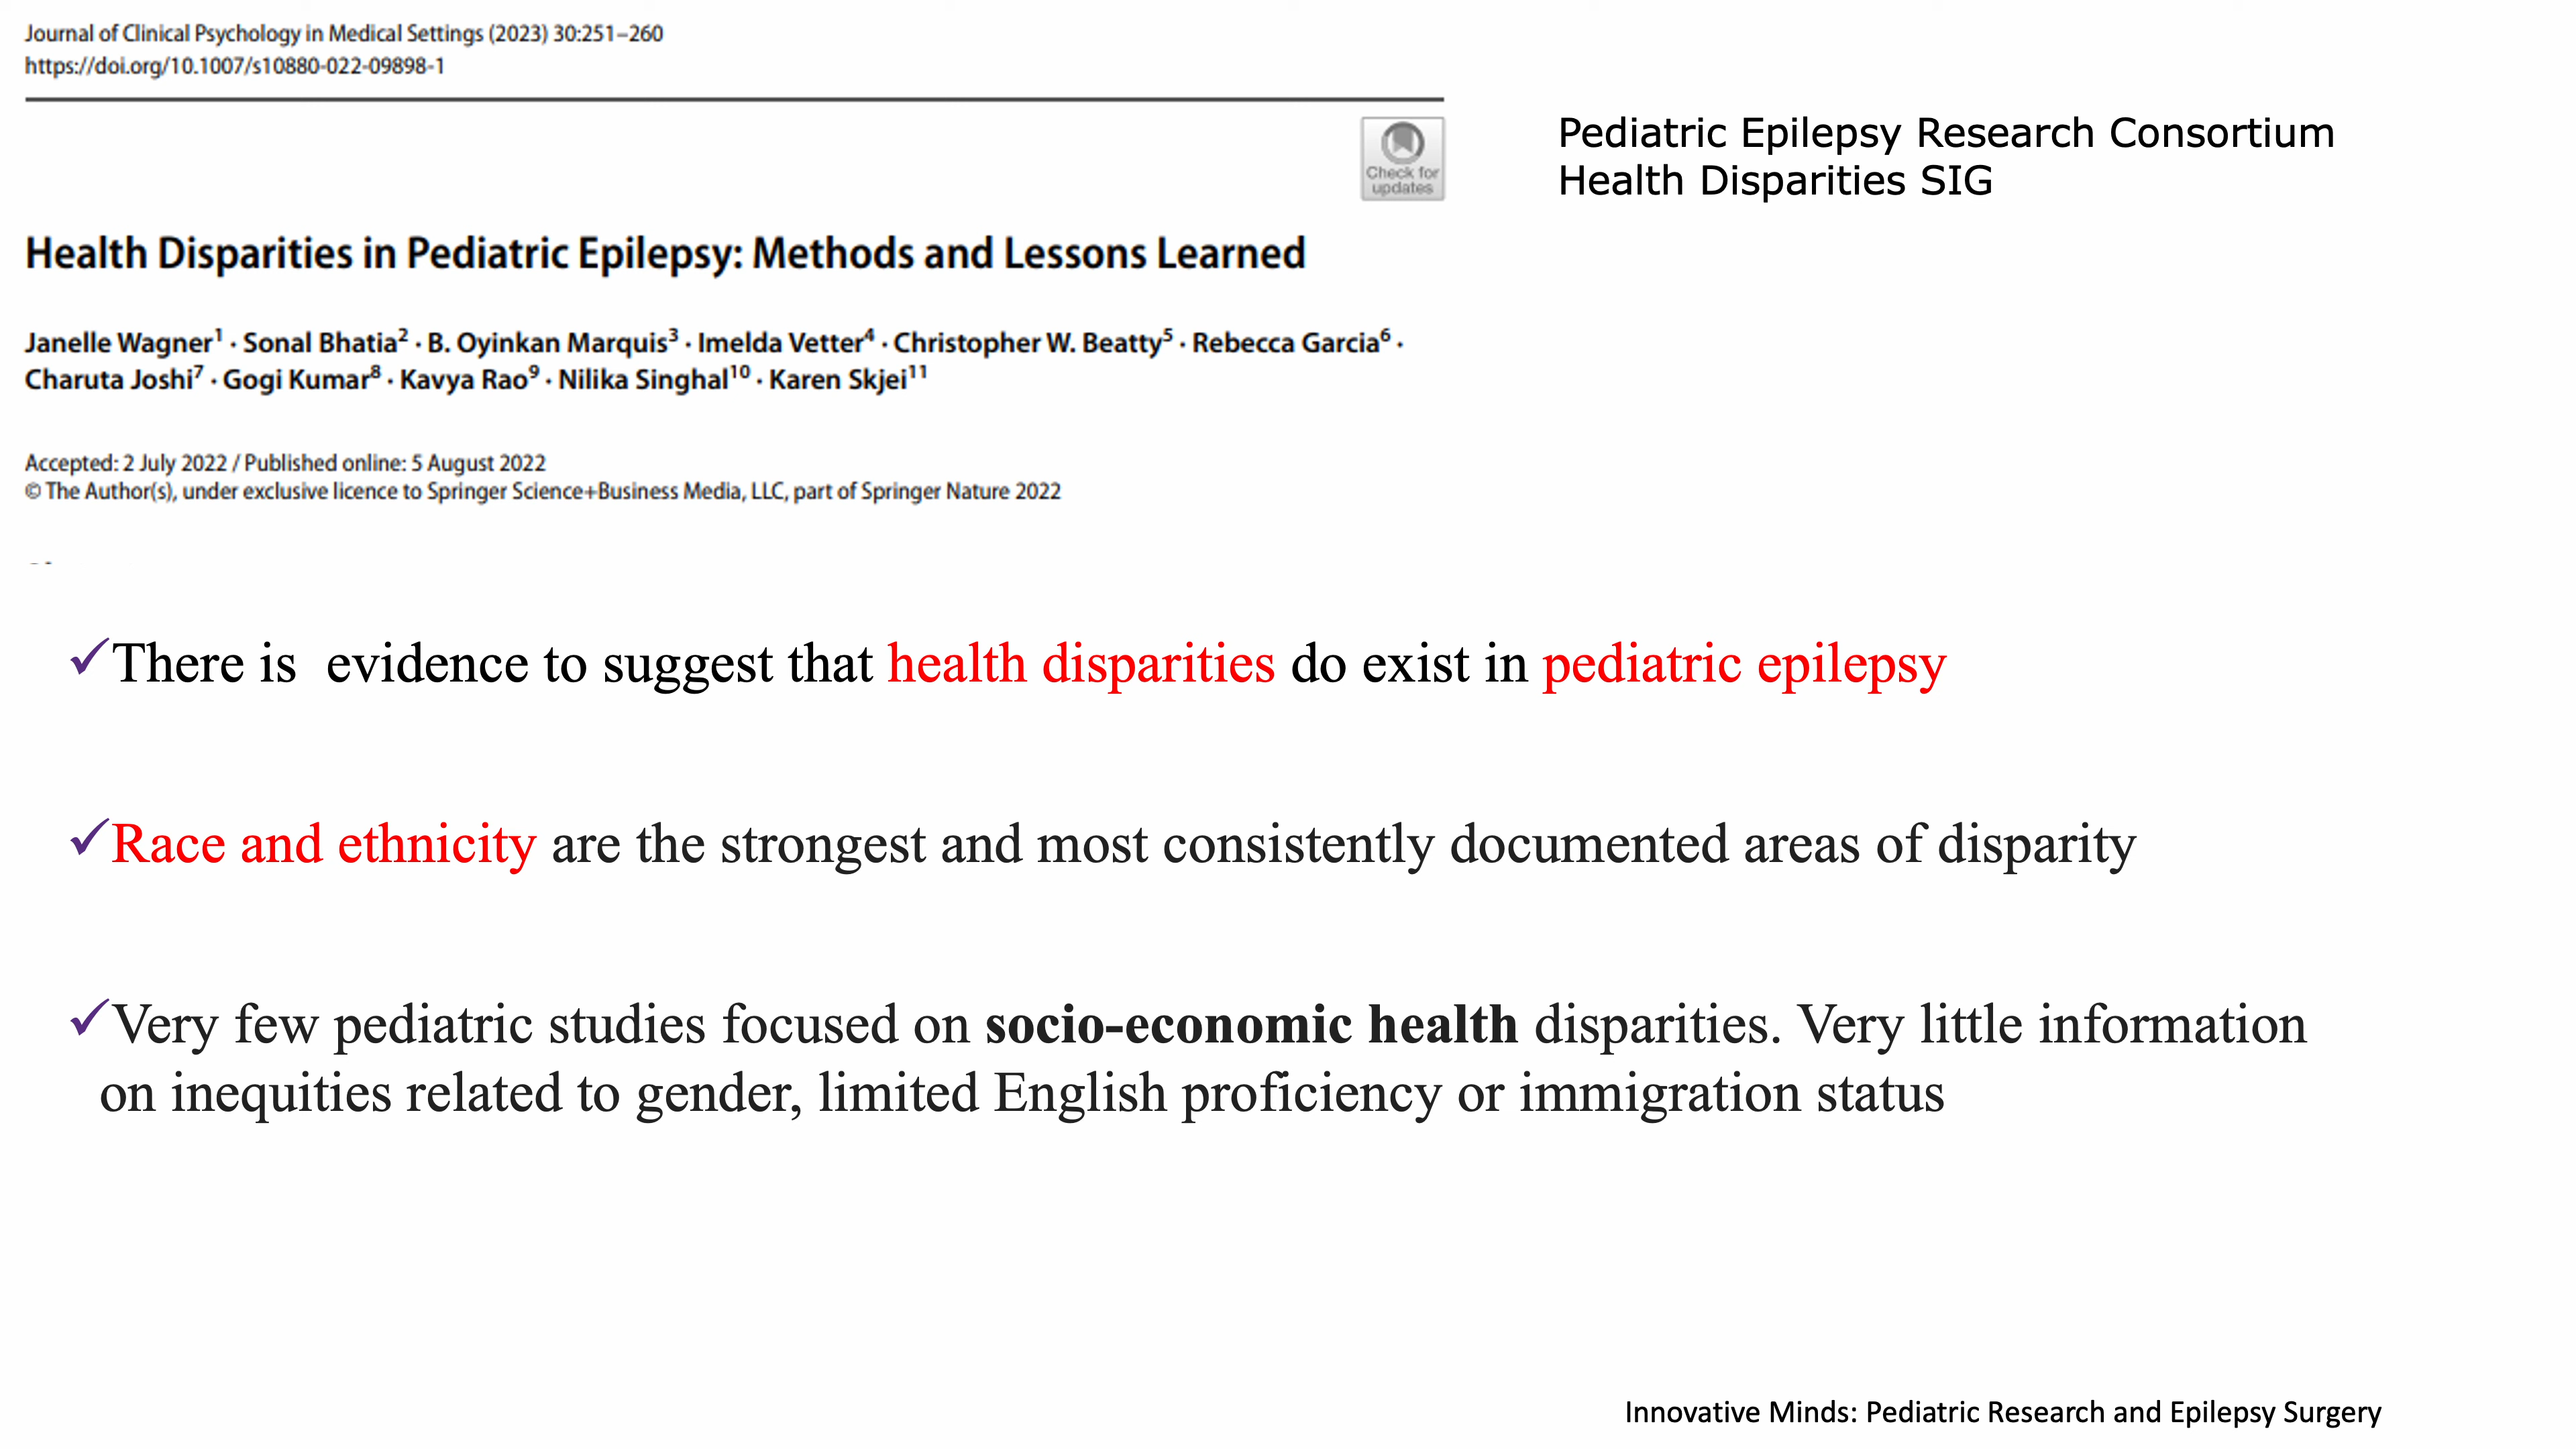 Journal of Clinical Psychology in Medical Settings (2023) 30:251–260
https://doi.org/10.1007/s10880-022-09898-1
Check for
updates
Pediatric Epilepsy Research Consortium
Health Disparities SIG
Health Disparities in Pediatric Epilepsy: Methods and Lessons Learned
Janelle Wagner¹ · Sonal Bhatia² · B. Oyinkan Marquis³ · Imelda Vetter⁴ · Christopher W. Beatty⁵ · Rebecca Garcia⁶ ·
Charuta Joshi⁷ · Gogi Kumar⁸ · Kavya Rao⁹ · Nilika Singhal¹⁰ · Karen Skjei¹¹
Accepted: 2 July 2022 / Published online: 5 August 2022
© The Author(s), under exclusive licence to Springer Science+Business Media, LLC, part of Springer Nature 2022
✓There is  evidence to suggest that health disparities do exist in pediatric epilepsy
✓Race and ethnicity are the strongest and most consistently documented areas of disparity
✓Very few pediatric studies focused on socio-economic health disparities. Very little information
on inequities related to gender, limited English proficiency or immigration status
Innovative Minds: Pediatric Research and Epilepsy Surgery